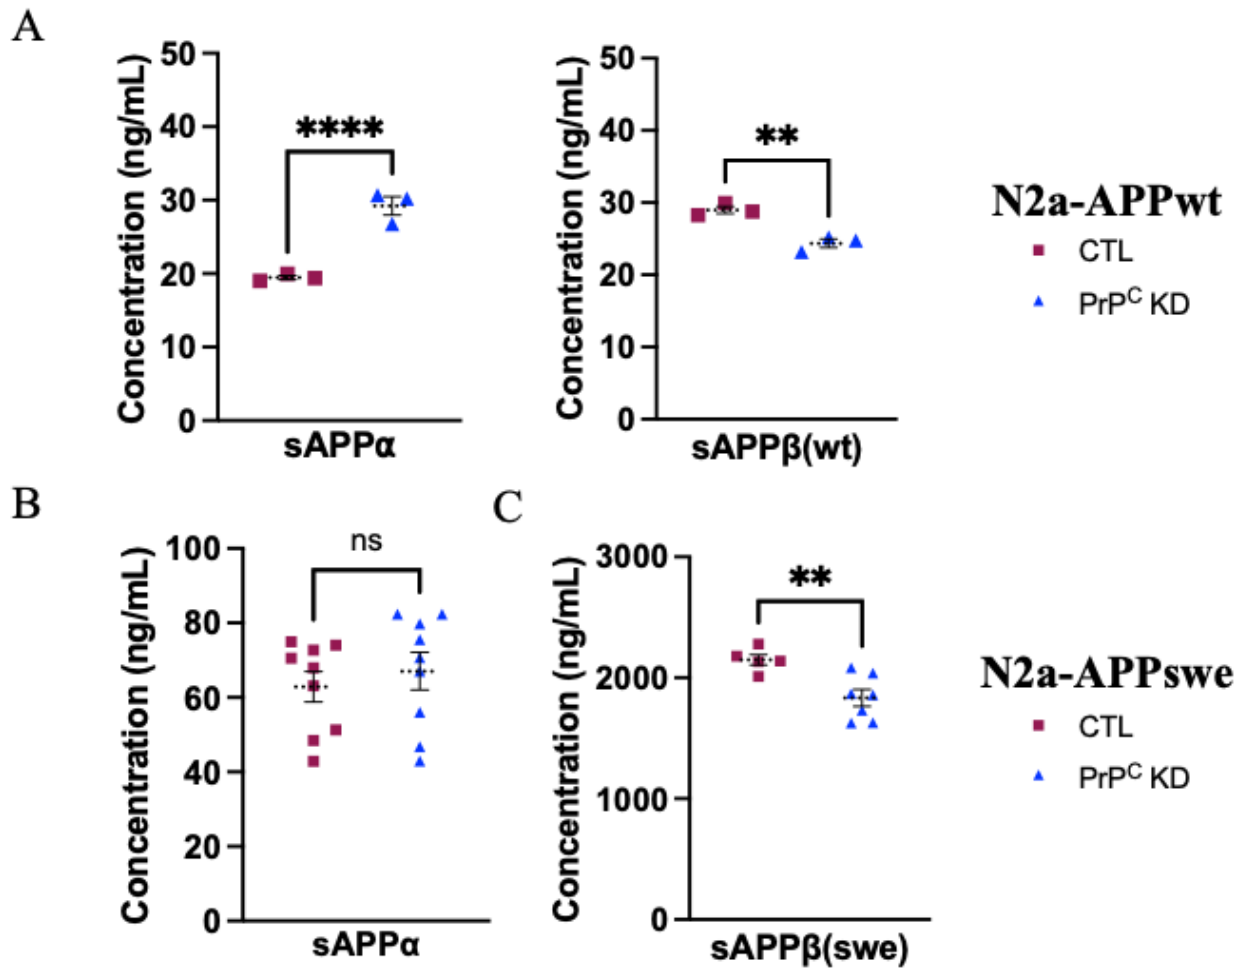 A
Concentration (ng/mL)
50
40
30
20
10
0
****
sAPPα
Concentration (ng/mL)
50
40
30
20
10
0
**
sAPPβ(wt)
N2a-APPwt
CTL
PrPC KD
B
Concentration (ng/mL)
100
80
60
40
20
0
ns
sAPPα
C
Concentration (ng/mL)
3000
2000
1000
0
**
sAPPβ(swe)
N2a-APPswe
CTL
PrPC KD